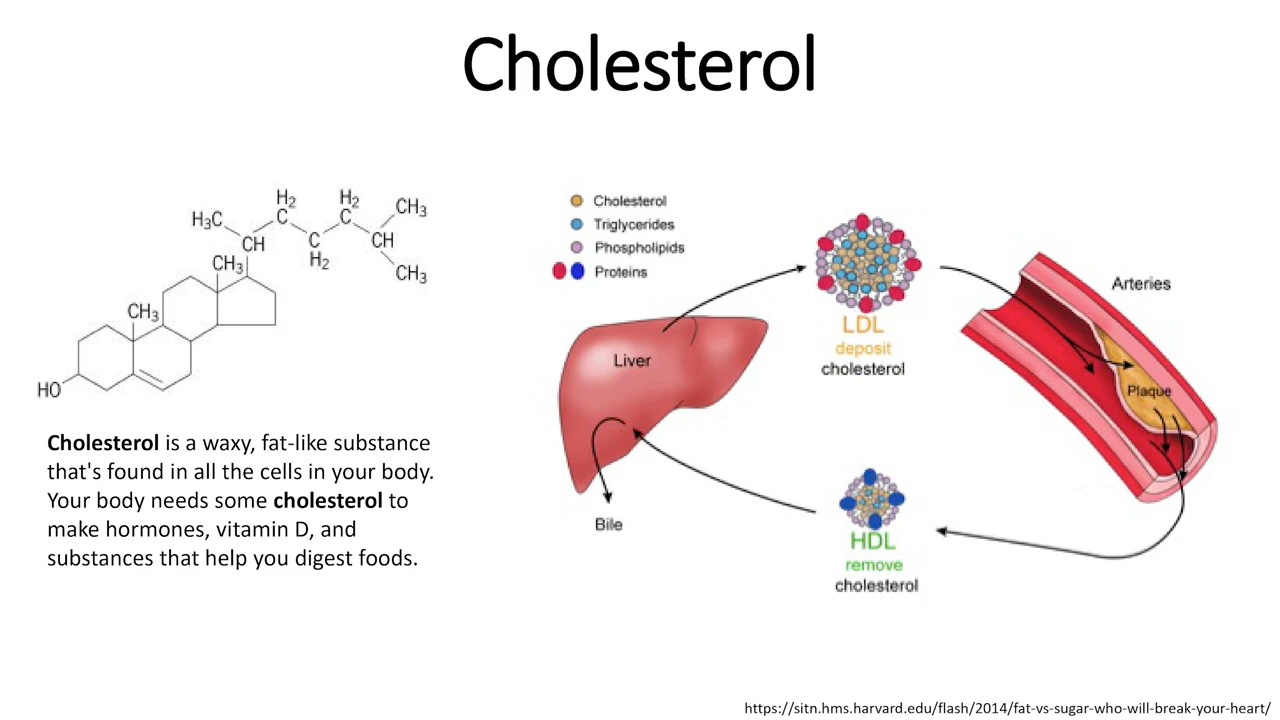 Cholesterol
H₂
H₂
H₃C
CH₃
CH
C
C
C
H₂
CH
CH₃
CH₃
CH₃
HO
Cholesterol is a waxy, fat-like substance
that's found in all the cells in your body.
Your body needs some cholesterol to
make hormones, vitamin D, and
substances that help you digest foods.
Cholesterol
Triglycerides
Phospholipids
Proteins
LDL
deposit
cholesterol
Arteries
Liver
Plaque
Bile
HDL
remove
cholesterol
https://sitn.hms.harvard.edu/flash/2014/fat-vs-sugar-who-will-break-your-heart/